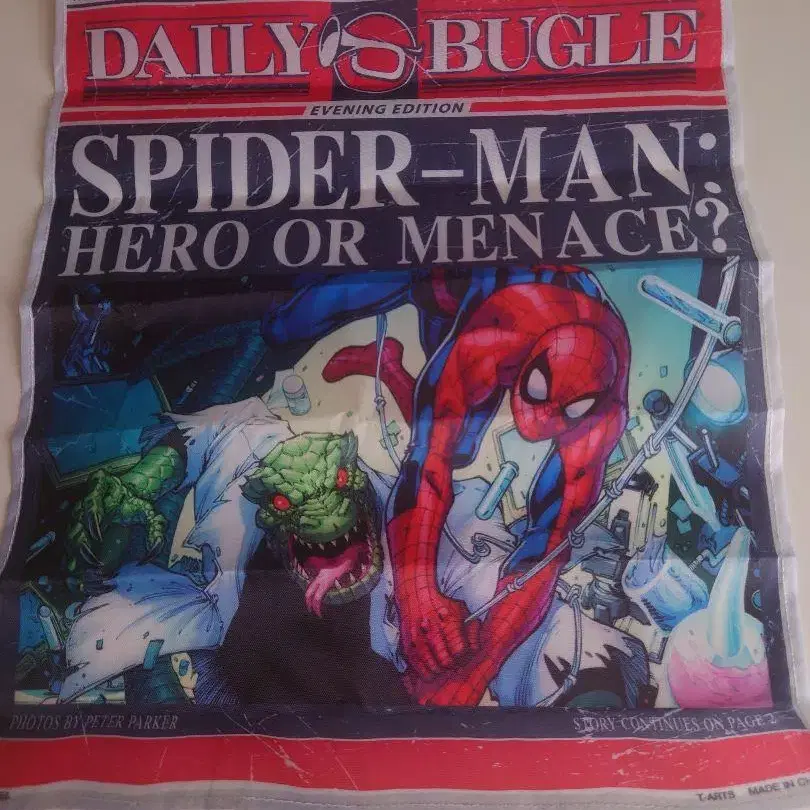 DAILY BUGLE
EVENING EDITION
SPIDER-MAN:
HERO OR MENACE?
PHOTOS BY PETER PARKER
STORY CONTINUES ON PAGE 2
T-ARTS MADE IN